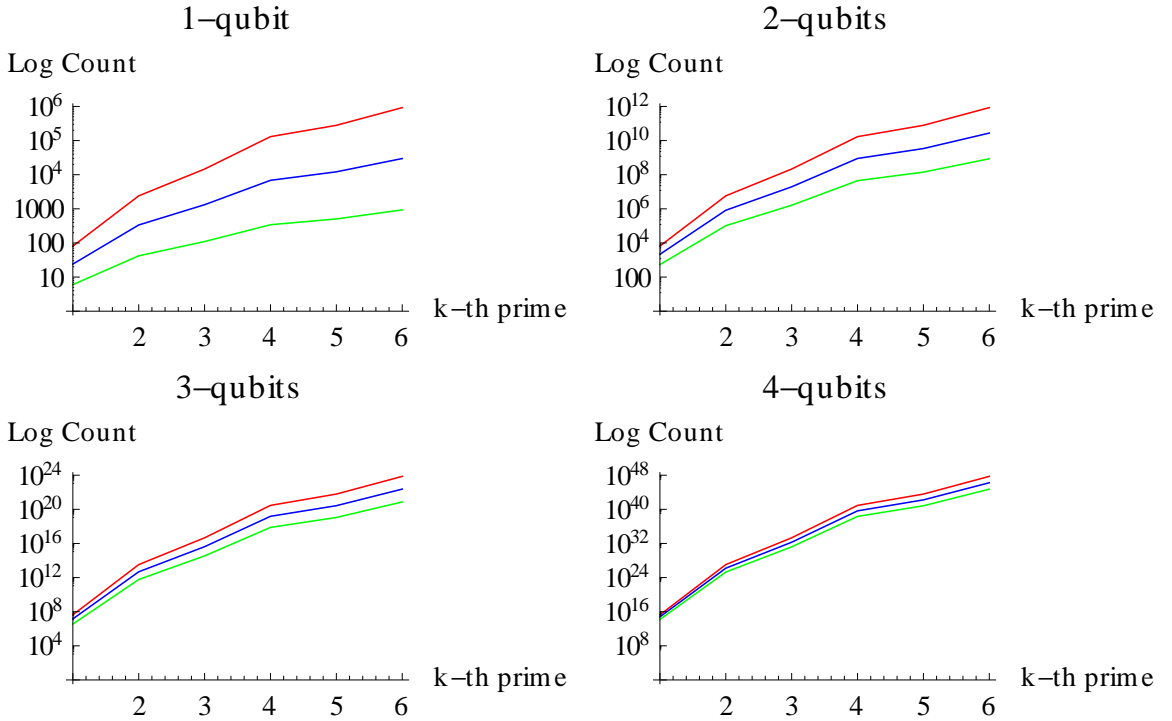 1–qubit
Log Count
10^6
10^5
10^4
1000
100
10
2 3 4 5 6
k–th prime
2–qubits
Log Count
10^12
10^10
10^8
10^6
10^4
100
2 3 4 5 6
k–th prime
3–qubits
Log Count
10^24
10^20
10^16
10^12
10^8
10^4
2 3 4 5 6
k–th prime
4–qubits
Log Count
10^48
10^40
10^32
10^24
10^16
10^8
2 3 4 5 6
k–th prime